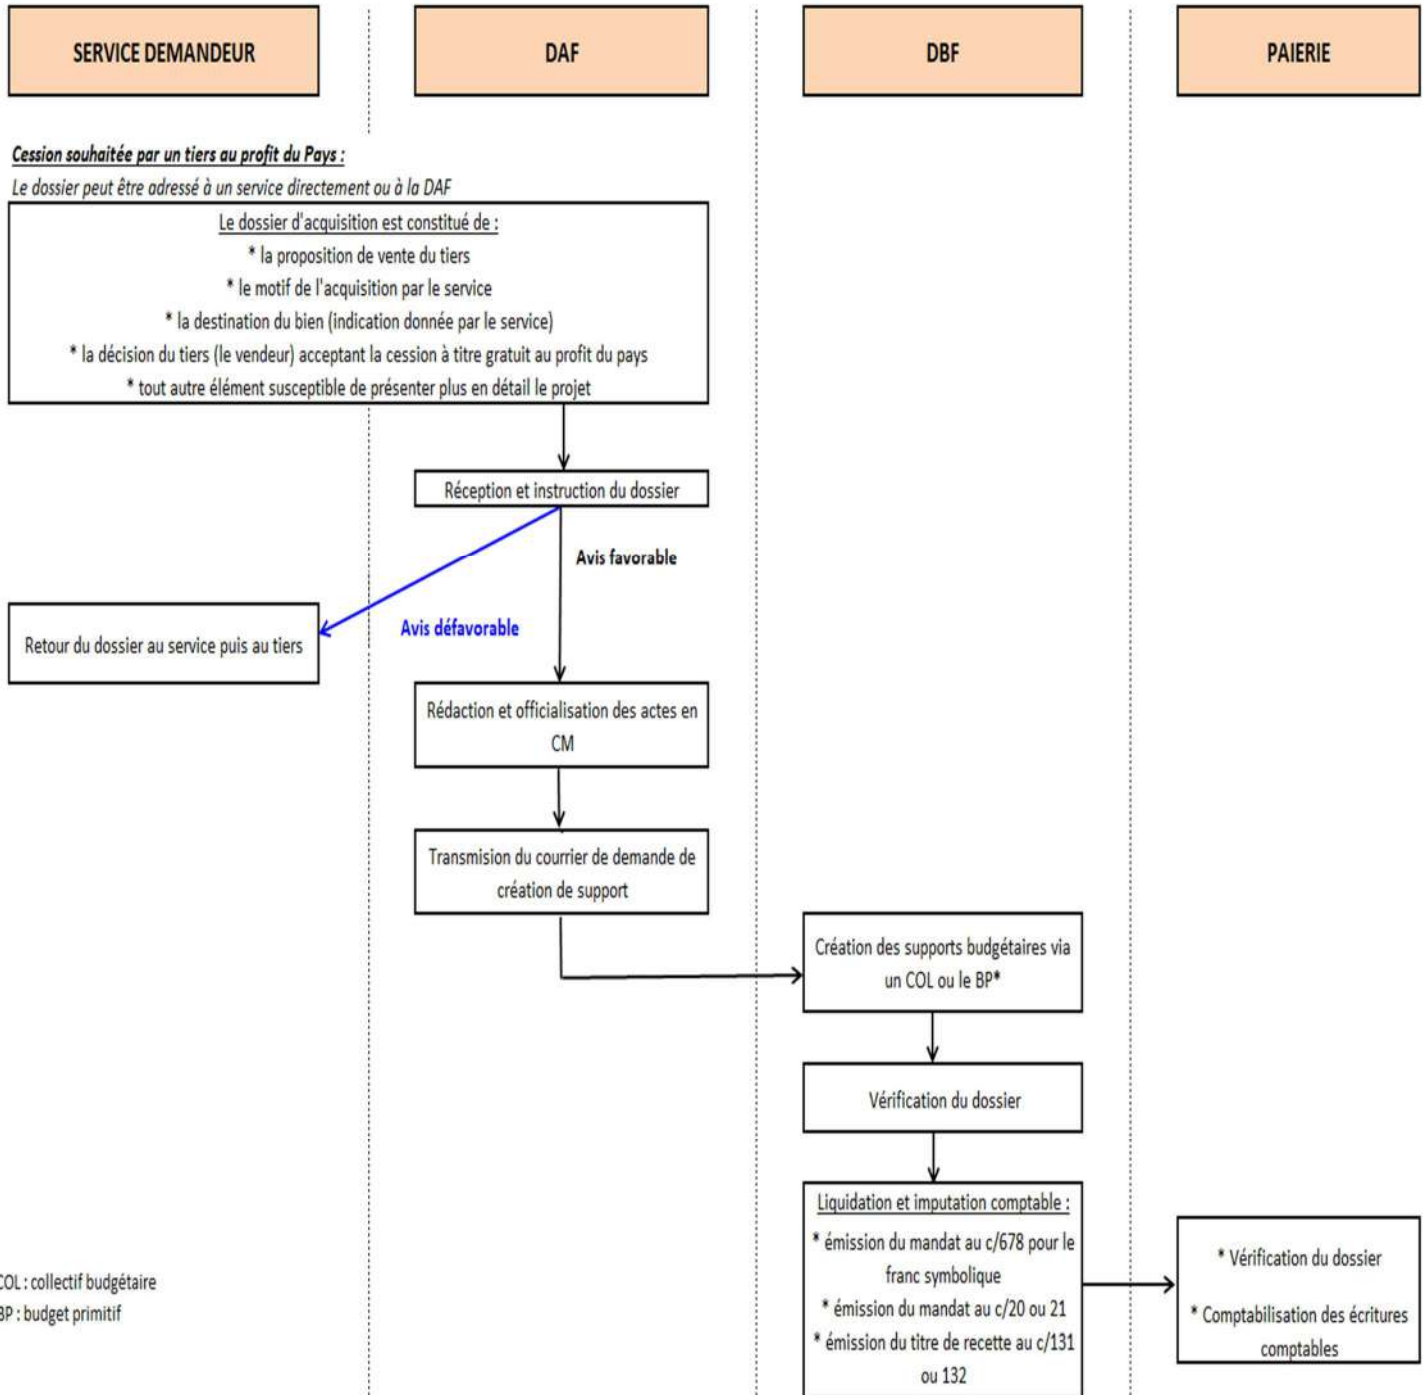 SERVICE DEMANDEUR
DAF
DBF
PAIERIE
Cession souhaitée par un tiers au profit du Pays :
Le dossier peut être adressé à un service directement ou à la DAF
Le dossier d'acquisition est constitué de :
* la proposition de vente du tiers
* le motif de l'acquisition par le service
* la destination du bien (indication donnée par le service)
* la décision du tiers (le vendeur) acceptant la cession à titre gratuit au profit du pays
* tout autre élément susceptible de présenter plus en détail le projet
Réception et instruction du dossier
Avis favorable
Avis défavorable
Retour du dossier au service puis au tiers
Rédaction et officialisation des actes en
CM
Transmision du courrier de demande de
création de support
Création des supports budgétaires via
un COL ou le BP*
Vérification du dossier
Liquidation et imputation comptable :
* émission du mandat au c/678 pour le
franc symbolique
* émission du mandat au c/20 ou 21
* émission du titre de recette au c/131
ou 132
* Vérification du dossier
* Comptabilisation des écritures
comptables
COL : collectif budgétaire
BP : budget primitif